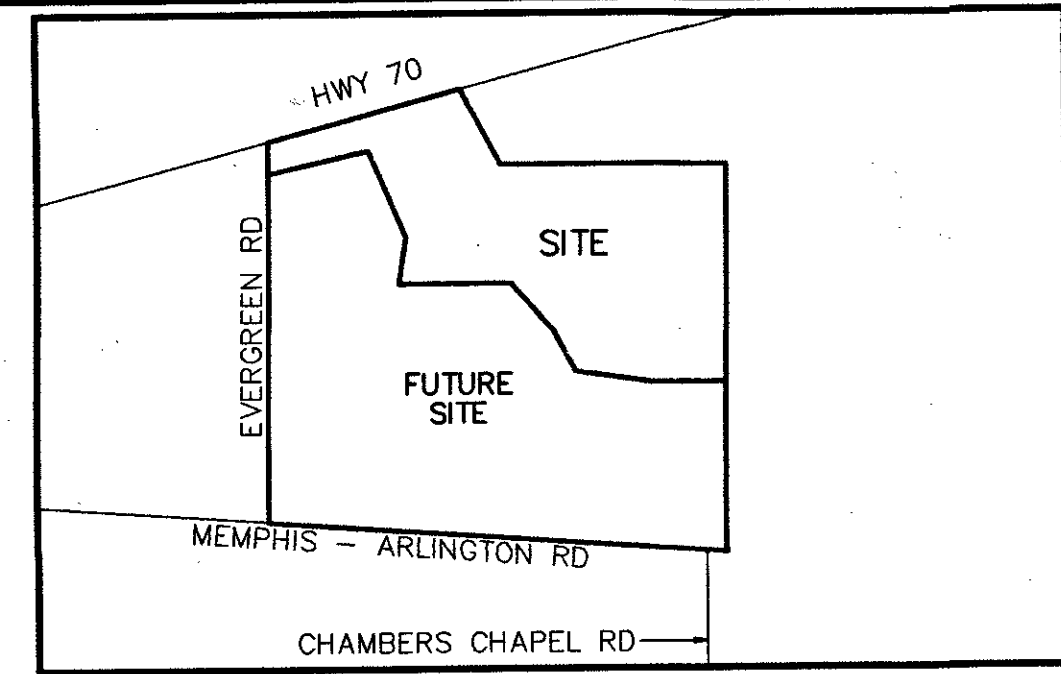 HWY 70
SITE
EVERGREEN RD
FUTURE
SITE
MEMPHIS – ARLINGTON RD
CHAMBERS CHAPEL RD